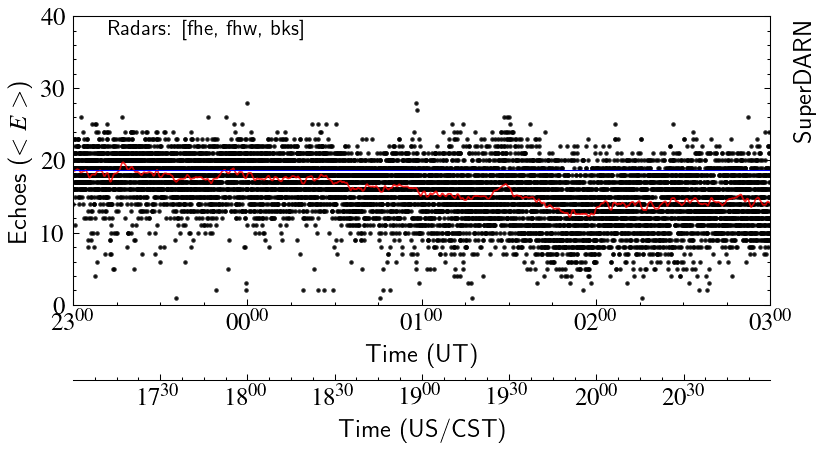 Radars: [fhe, fhw, bks]
SuperDARN
Echoes (< E >)
40
30
20
10
0
23^00 00^00 01^00 02^00 03^00
Time (UT)
17^30 18^00 18^30 19^00 19^30 20^00 20^30
Time (US/CST)